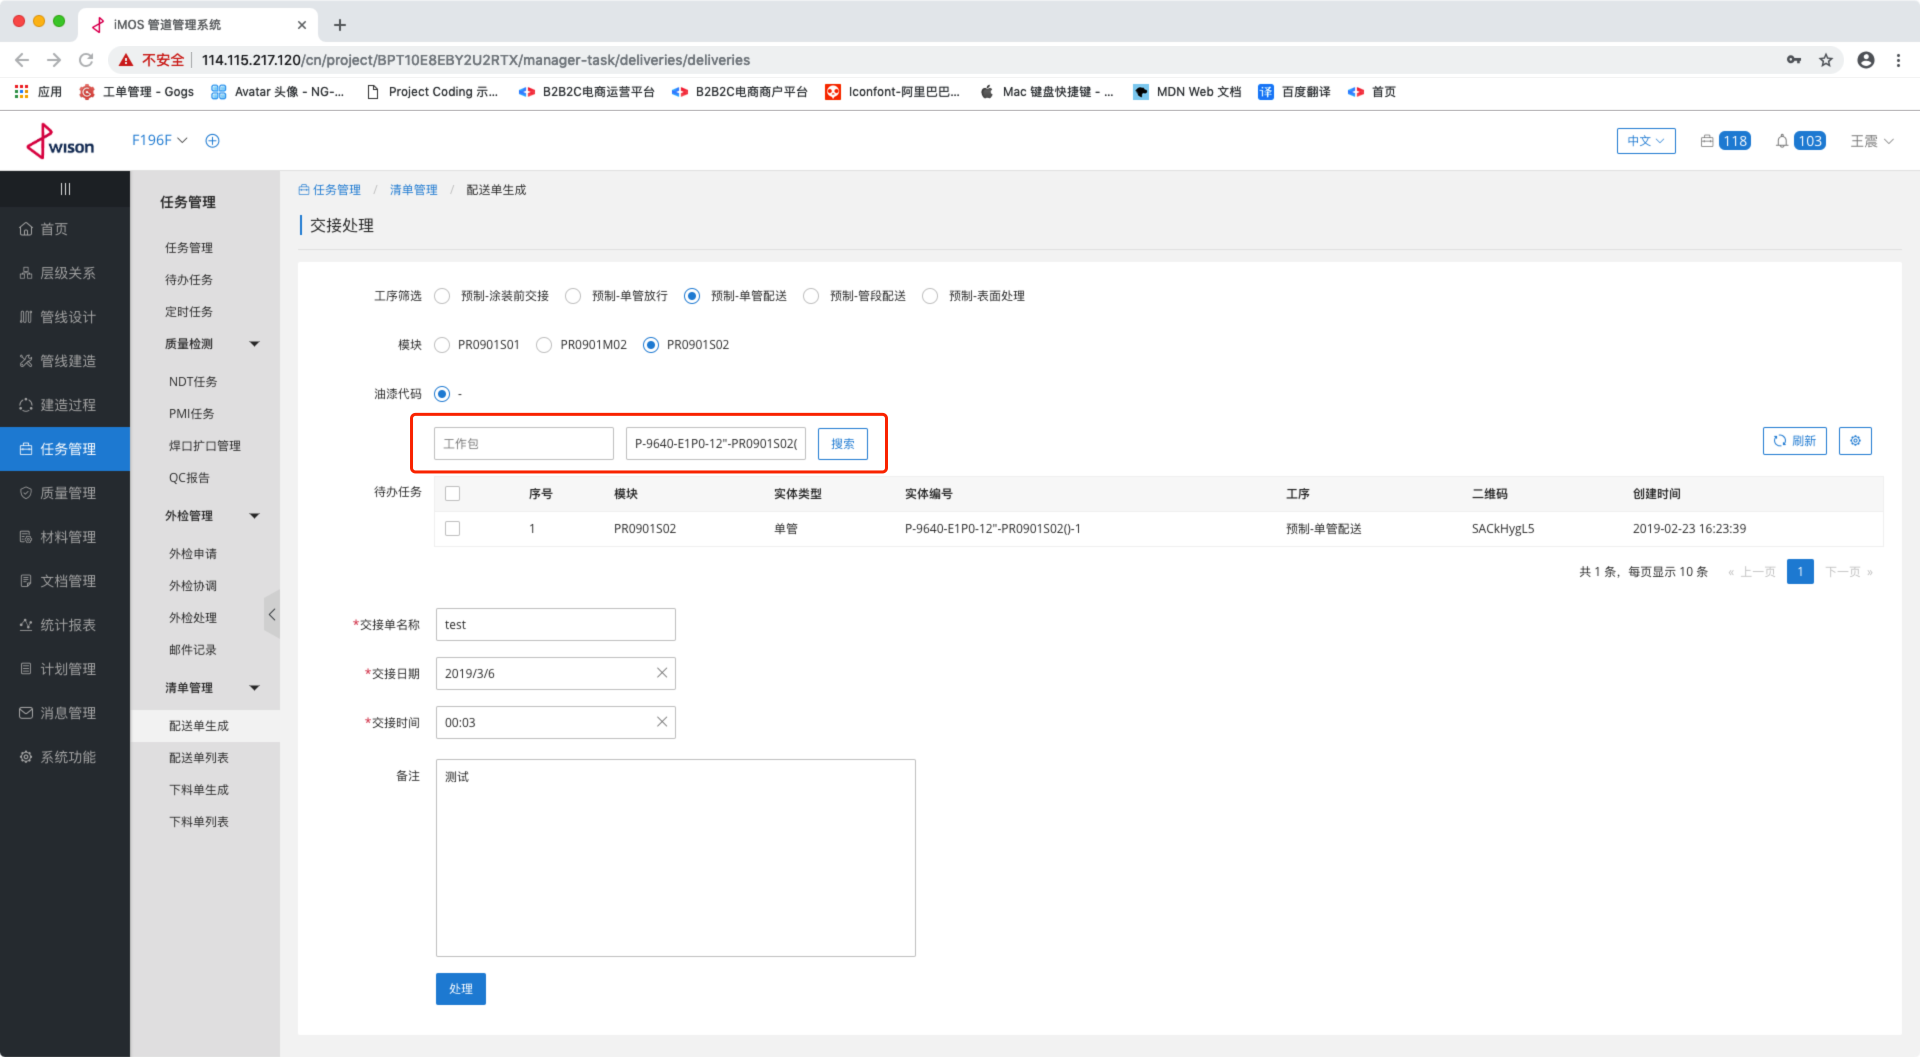 iMOS 管道管理系统
不安全 114.115.217.120/cn/project/BPT10E8EBY2U2RTX/manager-task/deliveries/deliveries
应用 工单管理 - Gogs Avatar 头像 - NG-... Project Coding 示... B2B2C电商运营平台 B2B2C电商商户平台 Iconfont-阿里巴巴... Mac 键盘快捷键 - ... MDN Web 文档 译 百度翻译 首页
wison F196F 中文 118 103 王震
首页
层级关系
管线设计
管线建造
建造过程
任务管理
质量管理
材料管理
文档管理
统计报表
计划管理
消息管理
系统功能
任务管理
任务管理
待办任务
定时任务
质量检测
NDT任务
PMI任务
焊口扩口管理
QC报告
外检管理
外检申请
外检协调
外检处理
邮件记录
清单管理
配送单生成
配送单列表
下料单生成
下料单列表
任务管理 / 清单管理 / 配送单生成
交接处理
工序筛选 预制-涂装前交接 预制-单管放行 预制-单管配送 预制-管段配送 预制-表面处理
模块 PR0901S01 PR0901M02 PR0901S02
油漆代码 -
工作包 P-9640-E1P0-12"-PR0901S02( 搜索 刷新
待办任务 序号 模块 实体类型 实体编号 工序 二维码 创建时间
1 PR0901S02 单管 P-9640-E1P0-12"-PR0901S02()-1 预制-单管配送 SACkHygL5 2019-02-23 16:23:39
共 1 条，每页显示 10 条 « 上一页 1 下一页 »
*交接单名称 test
*交接日期 2019/3/6
*交接时间 00:03
备注 测试
处理